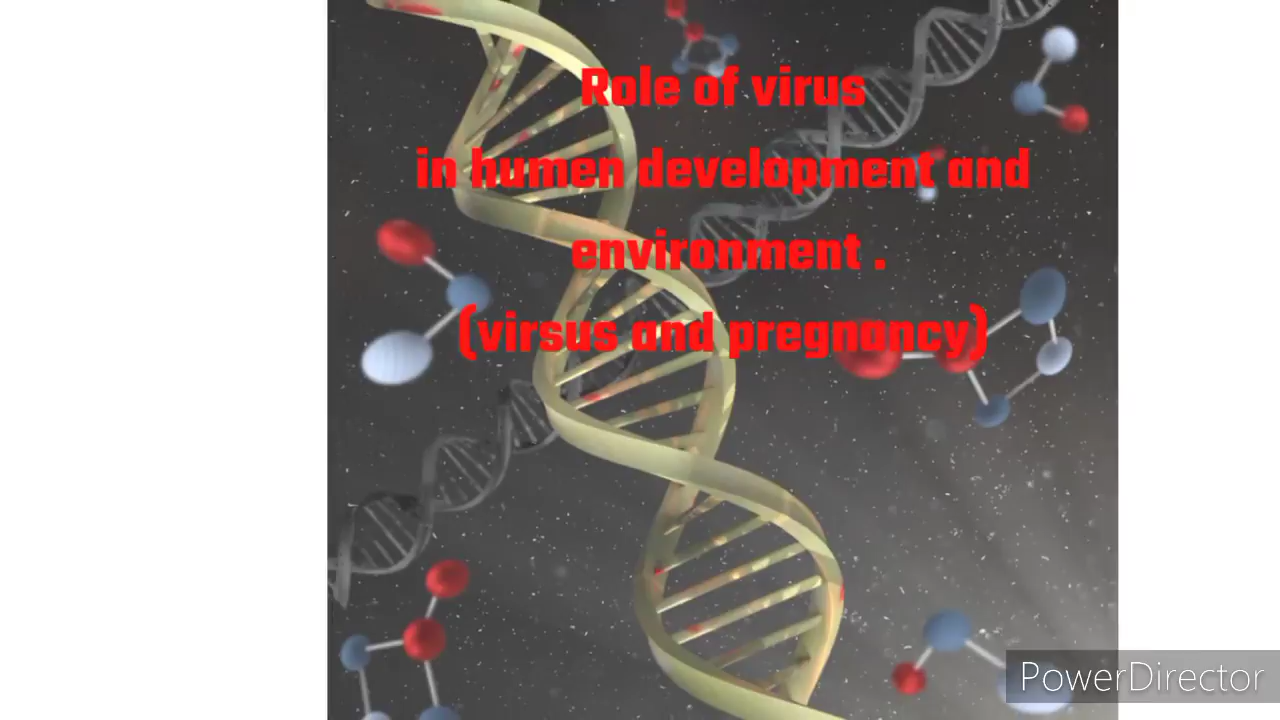 Role of virus
in humen development and
environment .
(virsus and pregnancy)
PowerDirector